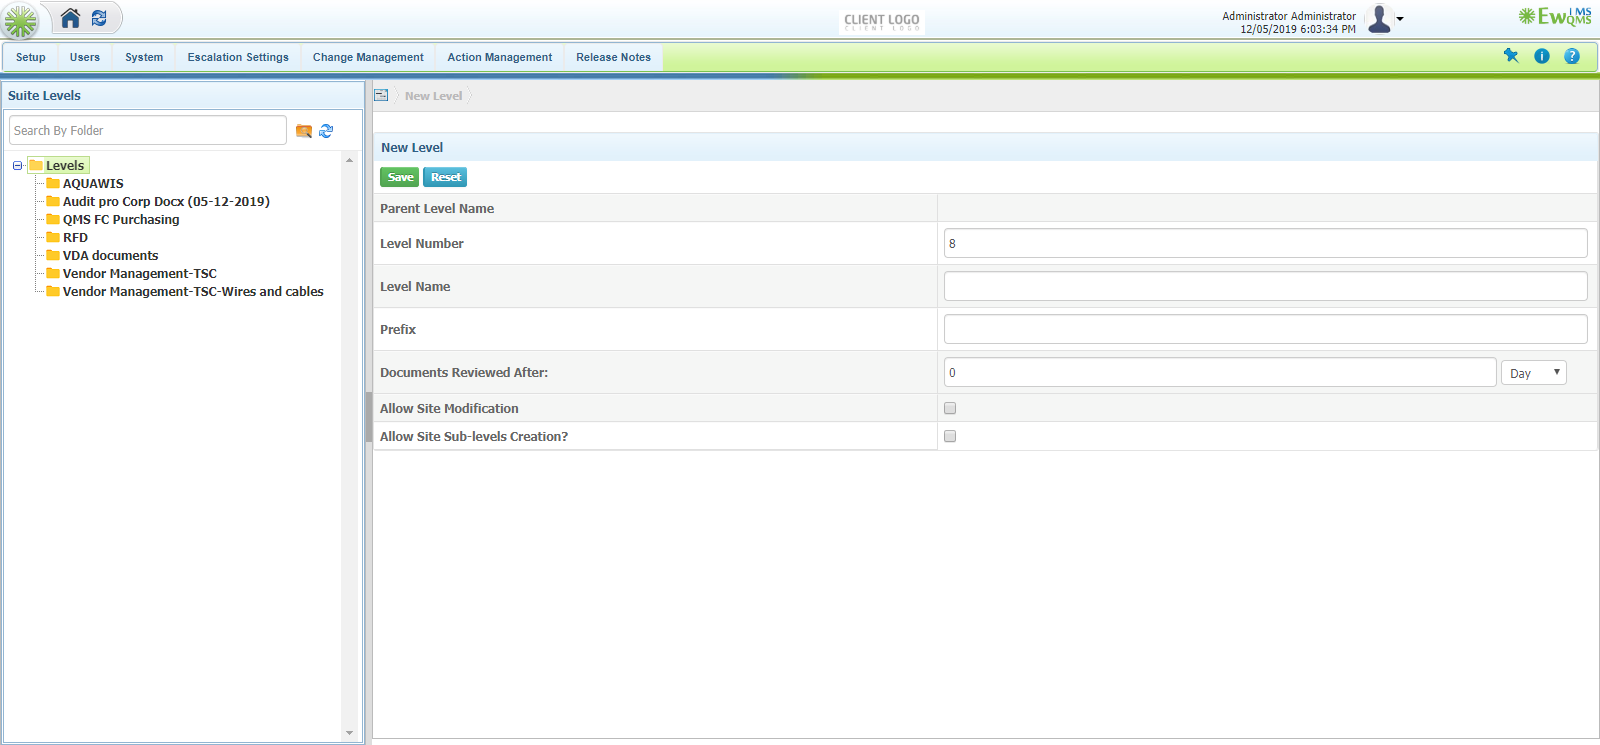 CLIENT LOGO
CLIENT LOGO
Administrator Administrator
12/05/2019 6:03:34 PM
EwQMS
IMS
Setup Users System Escalation Settings Change Management Action Management Release Notes
Suite Levels
Search By Folder
Levels
AQUAWIS
Audit pro Corp Docx (05-12-2019)
QMS FC Purchasing
RFD
VDA documents
Vendor Management-TSC
Vendor Management-TSC-Wires and cables
New Level
New Level
Save Reset
Parent Level Name
Level Number 8
Level Name
Prefix
Documents Reviewed After: 0 Day
Allow Site Modification
Allow Site Sub-levels Creation?